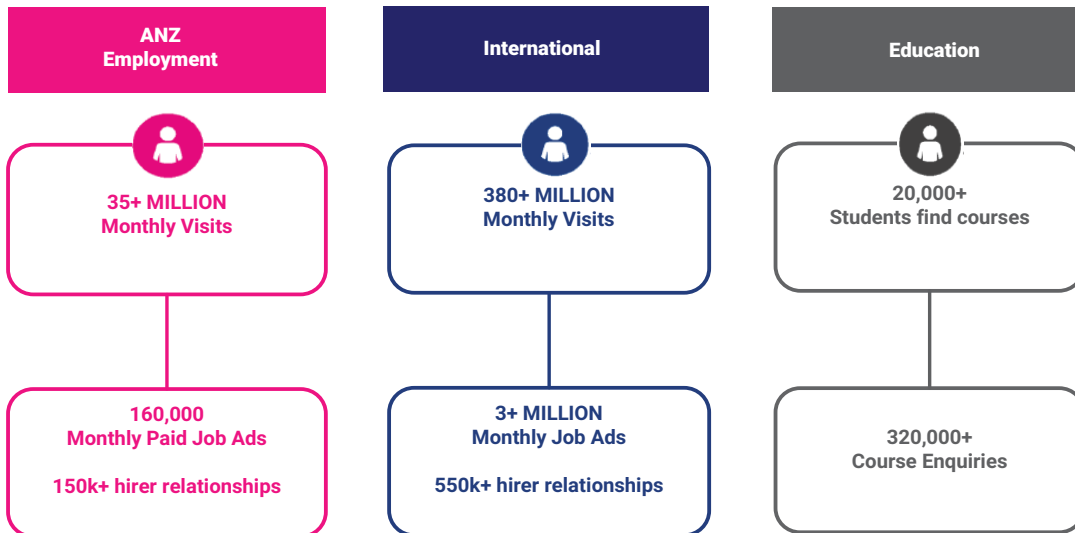 ANZ
Employment
35+ MILLION
Monthly Visits
160,000
Monthly Paid Job Ads
150k+ hirer relationships
International
380+ MILLION
Monthly Visits
3+ MILLION
Monthly Job Ads
550k+ hirer relationships
Education
20,000+
Students find courses
320,000+
Course Enquiries